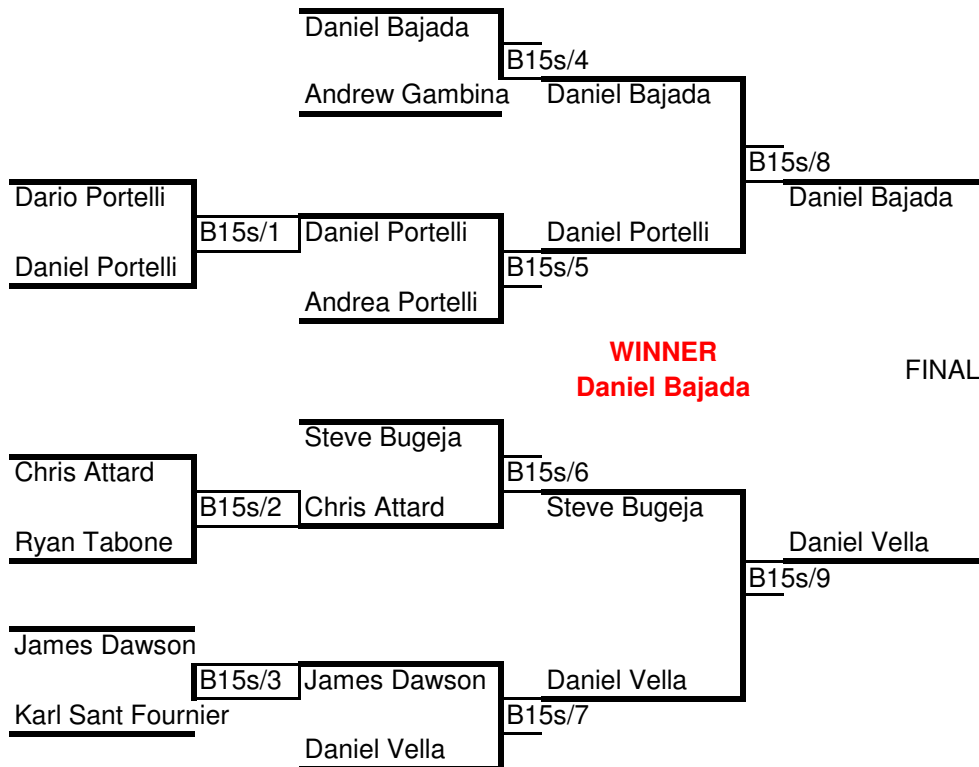 Daniel Bajada
B15s/4
Andrew Gambina Daniel Bajada
B15s/8
Dario Portelli Daniel Bajada
B15s/1 Daniel Portelli Daniel Portelli
Daniel Portelli B15s/5
Andrea Portelli
WINNER
FINAL
Daniel Bajada
Steve Bugeja
Chris Attard B15s/6
B15s/2 Chris Attard Steve Bugeja
Ryan Tabone Daniel Vella
B15s/9
James Dawson
B15s/3 James Dawson Daniel Vella
Karl Sant Fournier B15s/7
Daniel Vella